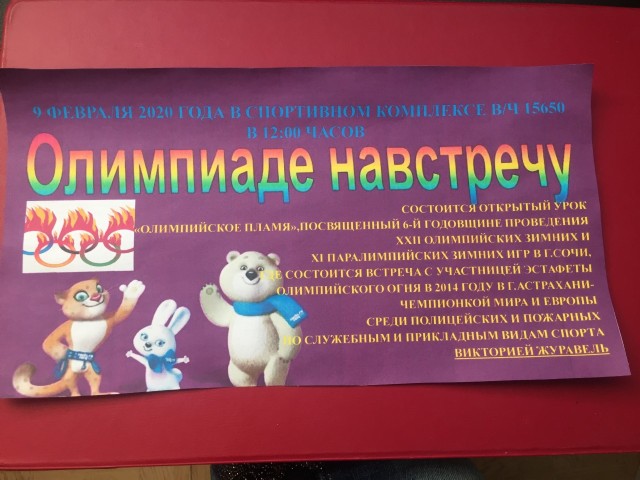 9 ФЕВРАЛЯ 2020 ГОДА В СПОРТИВНОМ КОМПЛЕКСЕ В/Ч 15650
В 12:00 ЧАСОВ
Олимпиаде навстречу
СОСТОИТСЯ ОТКРЫТЫЙ УРОК
«ОЛИМПИЙСКОЕ ПЛАМЯ»,ПОСВЯЩЕННЫЙ 6-Й ГОДОВЩИНЕ ПРОВЕДЕНИЯ
XXII ОЛИМПИЙСКИХ ЗИМНИХ И
XI ПАРАЛИМПИЙСКИХ ЗИМНИХ ИГР В Г.СОЧИ,
СОСТОИТСЯ ВСТРЕЧА С УЧАСТНИЦЕЙ ЭСТАФЕТЫ
ОЛИМПИЙСКОГО ОГНЯ В 2014 ГОДУ В Г.АСТРАХАНИ-
ЧЕМПИОНКОЙ МИРА И ЕВРОПЫ
СРЕДИ ПОЛИЦЕЙСКИХ И ПОЖАРНЫХ
ПО СЛУЖЕБНЫМ И ПРИКЛАДНЫМ ВИДАМ СПОРТА
ВИКТОРИЕЙ ЖУРАВЕЛЬ